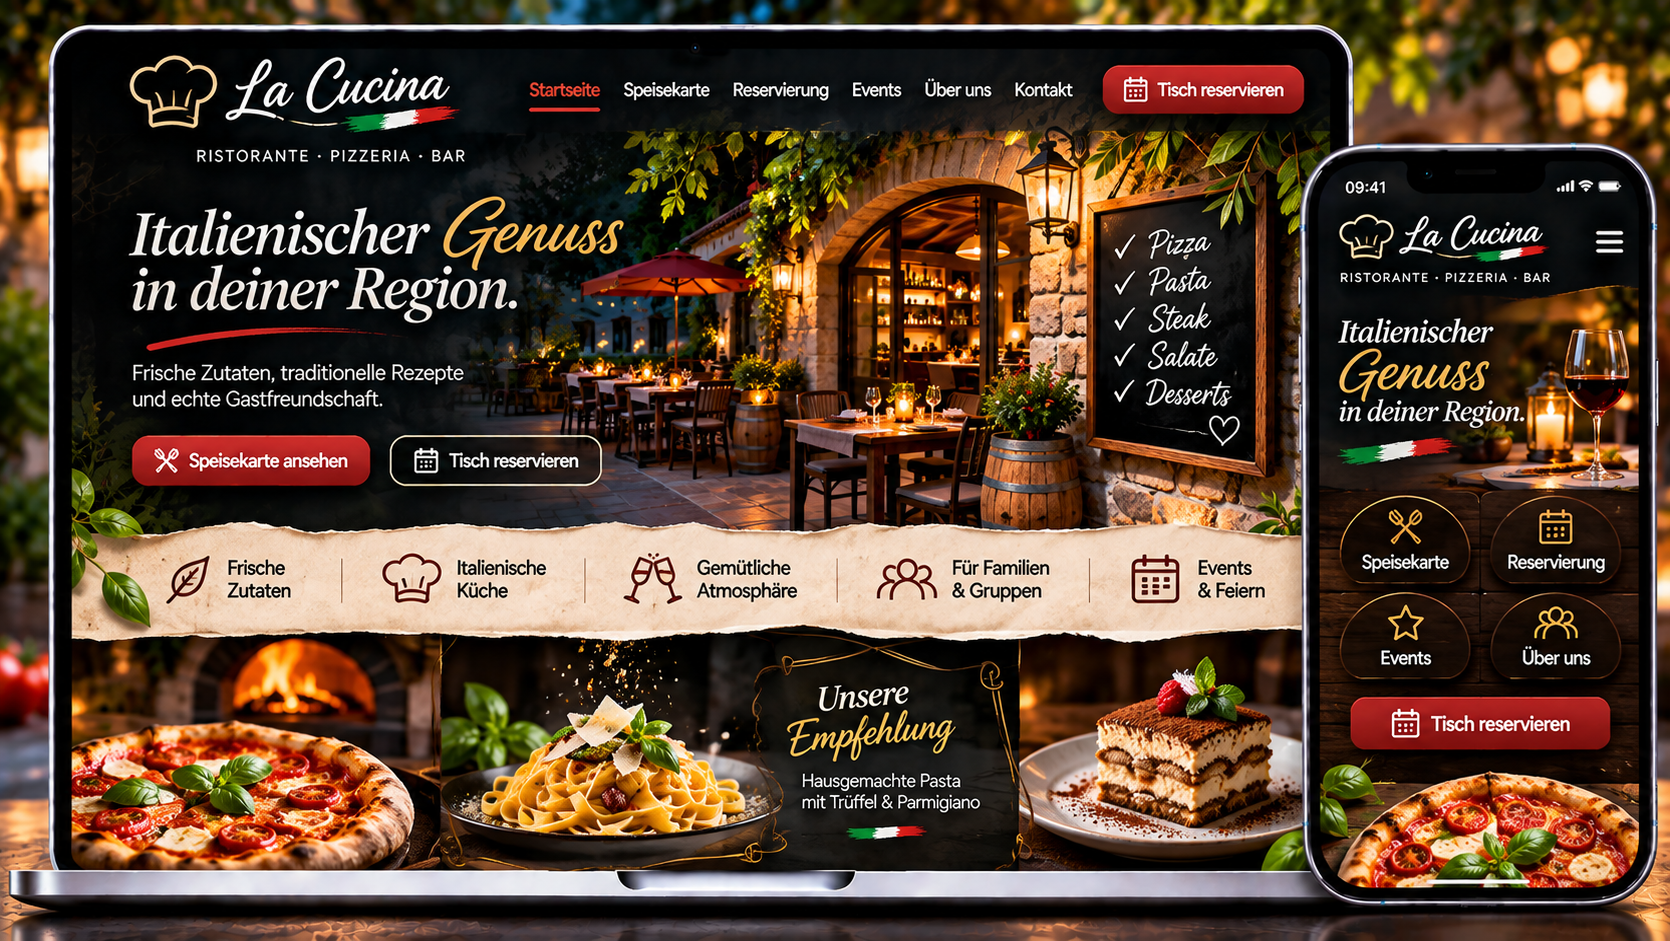 La Cucina
RISTORANTE · PIZZERIA · BAR
Startseite Speisekarte Reservierung Events Über uns Kontakt Tisch reservieren
Italienischer Genuss
in deiner Region.
Frische Zutaten, traditionelle Rezepte
und echte Gastfreundschaft.
Speisekarte ansehen
Tisch reservieren
✓ Pizza
✓ Pasta
✓ Steak
✓ Salate
✓ Desserts
Frische
Zutaten
Italienische
Küche
Gemütliche
Atmosphäre
Für Familien
& Gruppen
Events
& Feiern
Unsere
Empfehlung
Hausgemachte Pasta
mit Trüffel & Parmigiano
09:41
La Cucina
RISTORANTE · PIZZERIA · BAR
Italienischer
Genuss
in deiner Region.
Speisekarte
Reservierung
Events
Über uns
Tisch reservieren